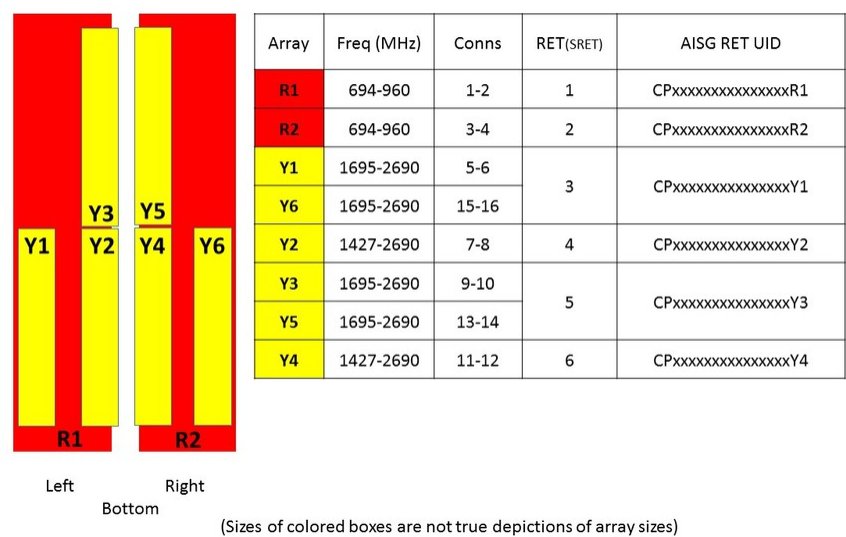 Y3 Y5
Y1 Y2 Y4 Y6
R1 R2
Left Right
Bottom
Array Freq (MHz) Conns RET(SRET) AISG RET UID
R1 694-960 1-2 1 CPxxxxxxxxxxxxxxxR1
R2 694-960 3-4 2 CPxxxxxxxxxxxxxxxR2
Y1 1695-2690 5-6 3 CPxxxxxxxxxxxxxxxY1
Y6 1695-2690 15-16
Y2 1427-2690 7-8 4 CPxxxxxxxxxxxxxxxY2
Y3 1695-2690 9-10 5 CPxxxxxxxxxxxxxxxY3
Y5 1695-2690 13-14
Y4 1427-2690 11-12 6 CPxxxxxxxxxxxxxxxY4
(Sizes of colored boxes are not true depictions of array sizes)